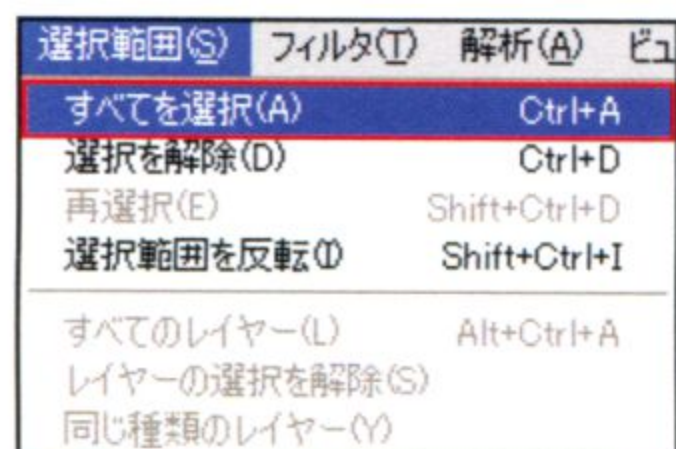 選択範囲(S) フィルタ(T) 解析(A) ビュ
すべてを選択(A) Ctrl+A
選択を解除(D) Ctrl+D
再選択(E) Shift+Ctrl+D
選択範囲を反転(I) Shift+Ctrl+I
すべてのレイヤー(L) Alt+Ctrl+A
レイヤーの選択を解除(S)
同じ種類のレイヤー(Y)